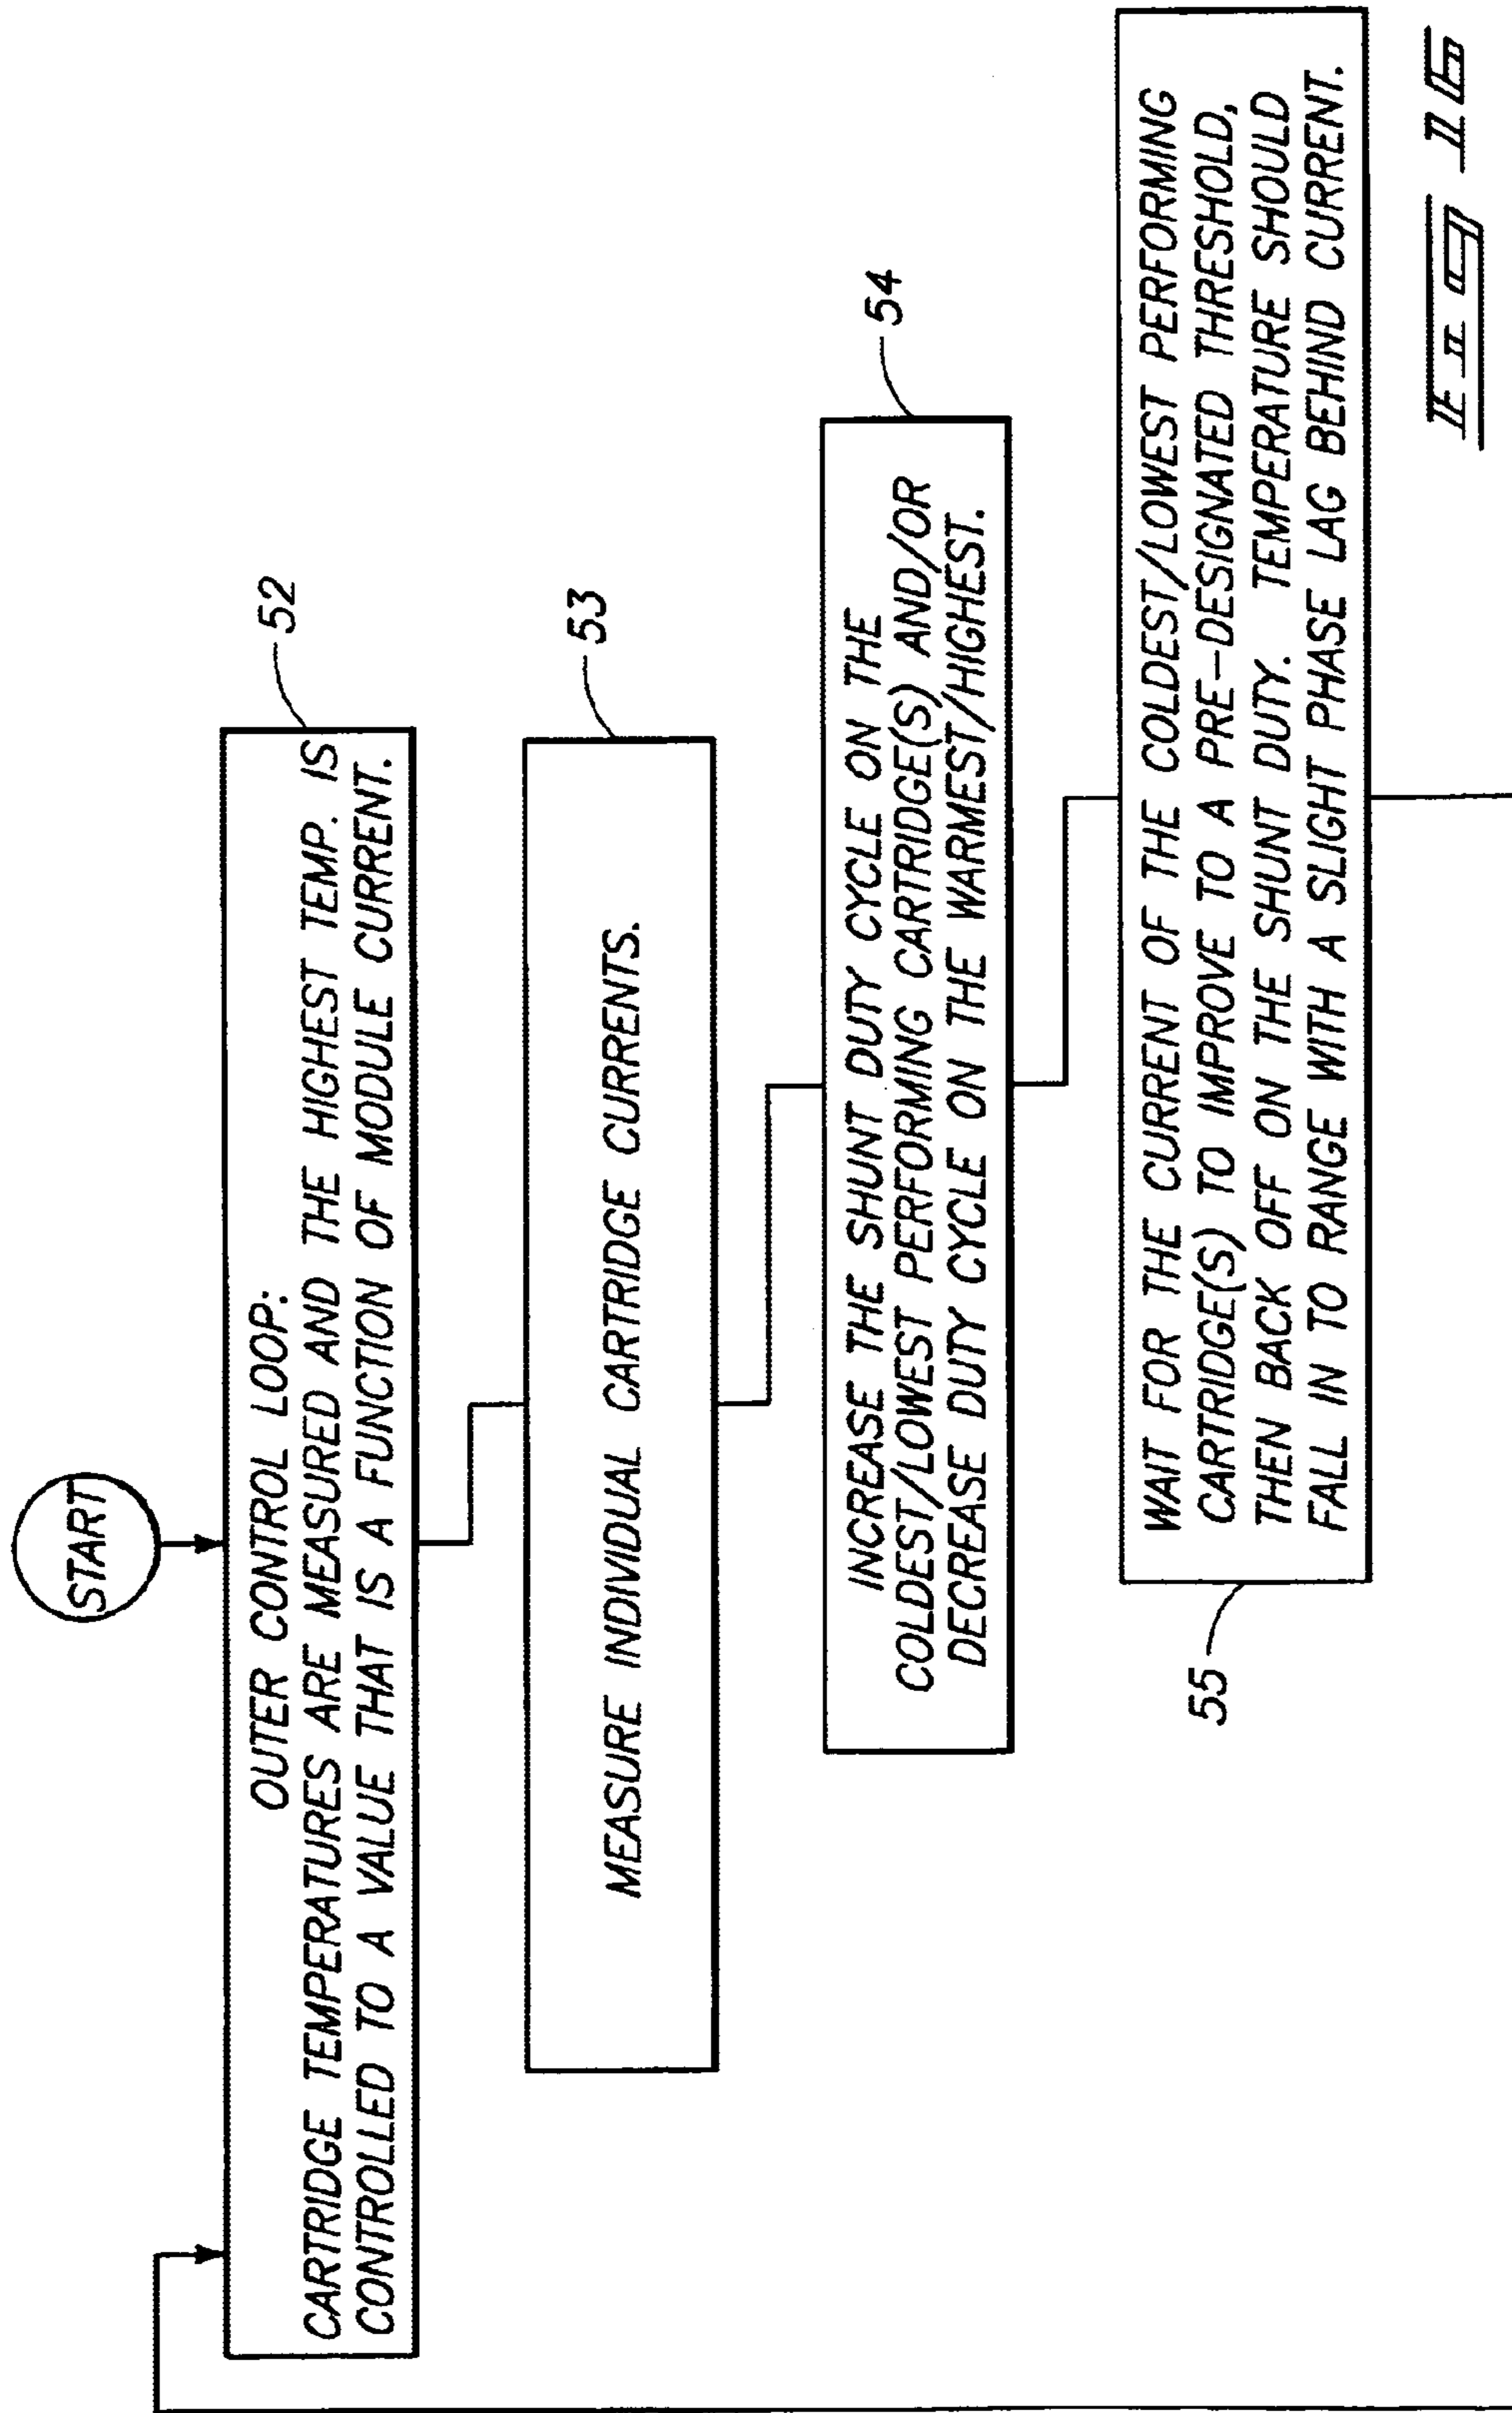 START
52
OUTER CONTROL LOOP:
CARTRIDGE TEMPERATURES ARE MEASURED AND THE HIGHEST TEMP. IS
CONTROLLED TO A VALUE THAT IS A FUNCTION OF MODULE CURRENT.
53
MEASURE INDIVIDUAL CARTRIDGE CURRENTS.
54
INCREASE THE SHUNT DUTY CYCLE ON THE
COLDEST/LOWEST PERFORMING CARTRIDGE(S) AND/OR
DECREASE DUTY CYCLE ON THE WARMEST/HIGHEST.
55
WAIT FOR THE CURRENT OF THE COLDEST/LOWEST PERFORMING
CARTRIDGE(S) TO IMPROVE TO A PRE-DESIGNATED THRESHOLD,
THEN BACK OFF ON THE SHUNT DUTY. TEMPERATURE SHOULD
FALL IN TO RANGE WITH A SLIGHT PHASE LAG BEHIND CURRENT.
FIG 16